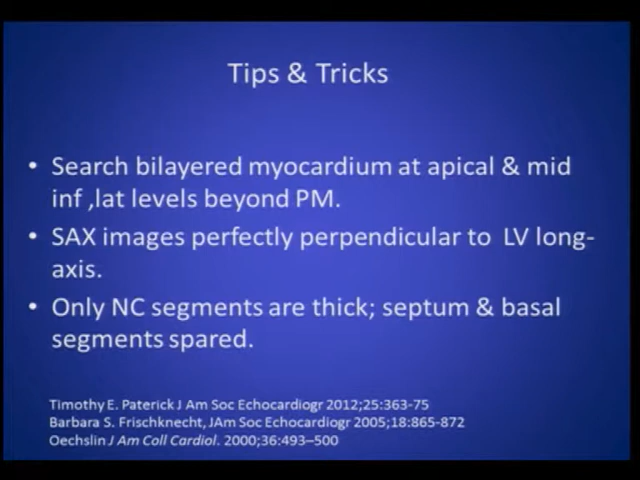 Tips & Tricks
• Search bilayered myocardium at apical & mid
inf ,lat levels beyond PM.
• SAX images perfectly perpendicular to LV long-
axis.
• Only NC segments are thick; septum & basal
segments spared.
Timothy E. Paterick J Am Soc Echocardiogr 2012;25:363-75
Barbara S. Frischknecht, JAm Soc Echocardiogr 2005;18:865-872
Oechslin J Am Coll Cardiol. 2000;36:493–500